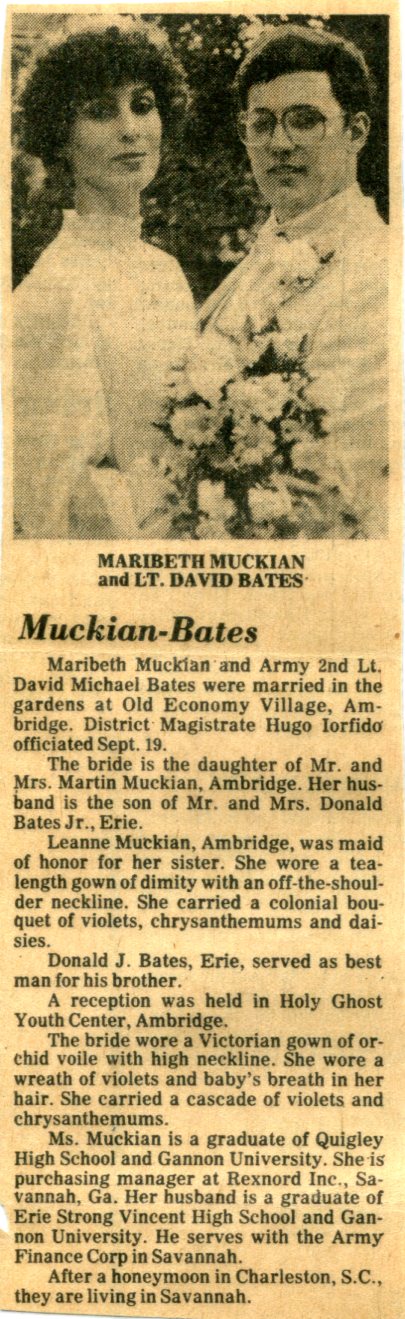 MARIBETH MUCKIAN
and LT. DAVID BATES
Muckian-Bates
Maribeth Muckian and Army 2nd Lt.
David Michael Bates were married in the
gardens at Old Economy Village, Am-
bridge. District Magistrate Hugo Iorfido
officiated Sept. 19.
The bride is the daughter of Mr. and
Mrs. Martin Muckian, Ambridge. Her hus-
band is the son of Mr. and Mrs. Donald
Bates Jr., Erie.
Leanne Muckian, Ambridge, was maid
of honor for her sister. She wore a tea-
length gown of dimity with an off-the-shoul-
der neckline. She carried a colonial bou-
quet of violets, chrysanthemums and dai-
sies.
Donald J. Bates, Erie, served as best
man for his brother.
A reception was held in Holy Ghost
Youth Center, Ambridge.
The bride wore a Victorian gown of or-
chid voile with high neckline. She wore a
wreath of violets and baby's breath in her
hair. She carried a cascade of violets and
chrysanthemums.
Ms. Muckian is a graduate of Quigley
High School and Gannon University. She is
purchasing manager at Rexnord Inc., Sa-
vannah, Ga. Her husband is a graduate of
Erie Strong Vincent High School and Gan-
non University. He serves with the Army
Finance Corp in Savannah.
After a honeymoon in Charleston, S.C.,
they are living in Savannah.